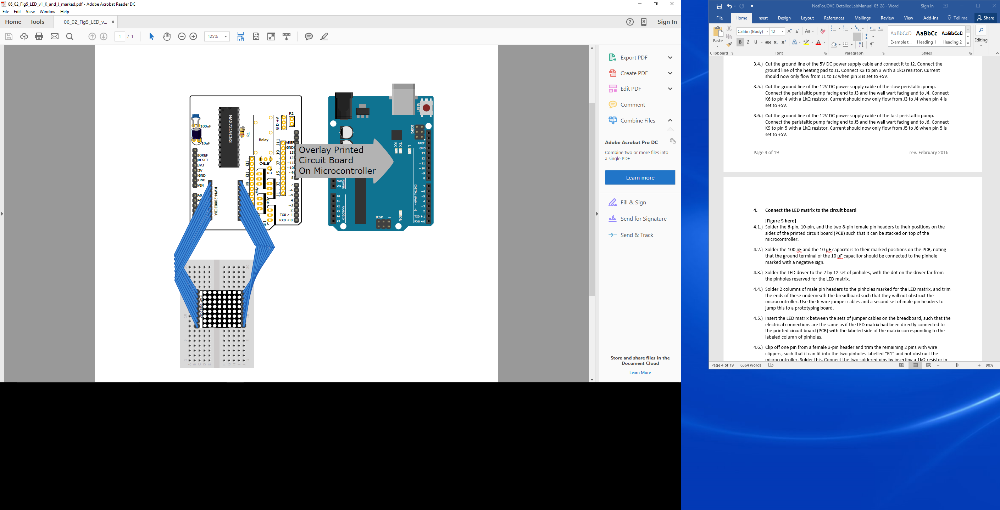 06_02_Fig5_LED_v1_K_and_J_marked.pdf - Adobe Acrobat Reader DC
File Edit View Window Help
Home Tools 06_02_Fig5_LED_v... × Sign In
1 / 1 125%
100nF
10uF
MAX7219CNG
R1
Relay
G D +V
R2
IOREF
RESET
3V3
5V
GND
GND
VIN
A0
KWM-20882CBA
K9 . K11 . K13
C B E
R3
J1 . J3 . J5 . J7 . J9 . J11
#4
#3
#1
AREF
GND
13
12
~11
~10
~9
8
7
~6
~5
4
~3
2
TX0 > 1
RX0 < 0
Overlay Printed
Circuit Board
On Microcontroller
RESET
ICSP2
RX
TX
L
AREF
GND
13
12
~11
~10
~9
8
7
~6
~5
4
~3
2
TX0 ▶ 1
RX0 ◀ 0
DIGITAL (PWM= ~)
GND
VIN
POWER
A0
A1
A2
A3
A4
A5
ANALOG IN
ICSP
1
ON
20 20
10 10
5 5
1 1
A B C D E F G H I J
Export PDF
Create PDF
Edit PDF
Comment
Combine Files
Adobe Acrobat Pro DC
Combine two or more files into
a single PDF
Learn more
Fill & Sign
Send for Signature
Send & Track
Store and share files in the
Document Cloud
Learn More
NotForJOVE_DetailedLabManual_05_28 - Word Sign in
File Home Insert Design Layout References Mailings Review View Add-ins Tell me Share
Paste Calibri (Body) 12 Aa
B I U abc x₂ x² A ab A
AaBbCcD AaBbCc AaBbCcD
Example t... Heading 1 Heading 2 Editing
Clipboard Font Paragraph Styles
3.4.) Cut the ground line of the 5V DC power supply cable and connect it to J2. Connect the
ground line of the heating pad to J1. Connect K3 to pin 3 with a 1kΩ resistor. Current
should now only flow from J1 to J2 when pin 3 is set to +5V.
3.5.) Cut the ground line of the 12V DC power supply cable of the slow peristaltic pump.
Connect the peristaltic pump facing end to J3 and the wall wart facing end to J4. Connect
K6 to pin 4 with a 1kΩ resistor. Current should now only flow from J3 to J4 when pin 4 is
set to +5V.
3.6.) Cut the ground line of the 12V DC power supply cable of the fast peristaltic pump.
Connect the peristaltic pump facing end to J5 and the wall wart facing end to J6. Connect
K9 to pin 5 with a 1kΩ resistor. Current should now only flow from J5 to J6 when pin 5 is
set to +5V.
Page 4 of 19 rev. February 2016
4. Connect the LED matrix to the circuit board
[Figure 5 here]
4.1.) Solder the 6-pin, 10-pin, and the two 8-pin female pin headers to their positions on the
sides of the printed circuit board (PCB) such that it can be stacked on top of the
microcontroller.
4.2.) Solder the 100 nF and the 10 μF capacitors to their marked positions on the PCB, noting
that the ground terminal of the 10 μF capacitor should be connected to the pinhole
marked with a negative sign.
4.3.) Solder the LED driver to the 2 by 12 set of pinholes, with the dot on the driver far from
the pinholes reserved for the LED matrix.
4.4.) Solder 2 columns of male pin headers to the pinholes marked for the LED matrix, and trim
the ends of these underneath the breadboard such that they will not obstruct the
microcontroller. Use the 6-wire jumper cables and a second set of male pin headers to
jump this to a prototyping board.
4.5.) Insert the LED matrix between the sets of jumper cables on the breadboard, such that the
electrical connections are the same as if the LED matrix had been directly connected to
the printed circuit board (PCB) with the labeled side of the matrix corresponding to the
labeled column of pinholes.
4.6.) Clip off one pin from a female 3-pin header and trim the remaining 2 pins with wire
clippers, such that it can fit into the two pinholes labelled “R1” and not obstruct the
microcontroller. Solder this. Connect the two soldered pins by inserting a 1kΩ resistor in
Page 4 of 19 6364 words 90%